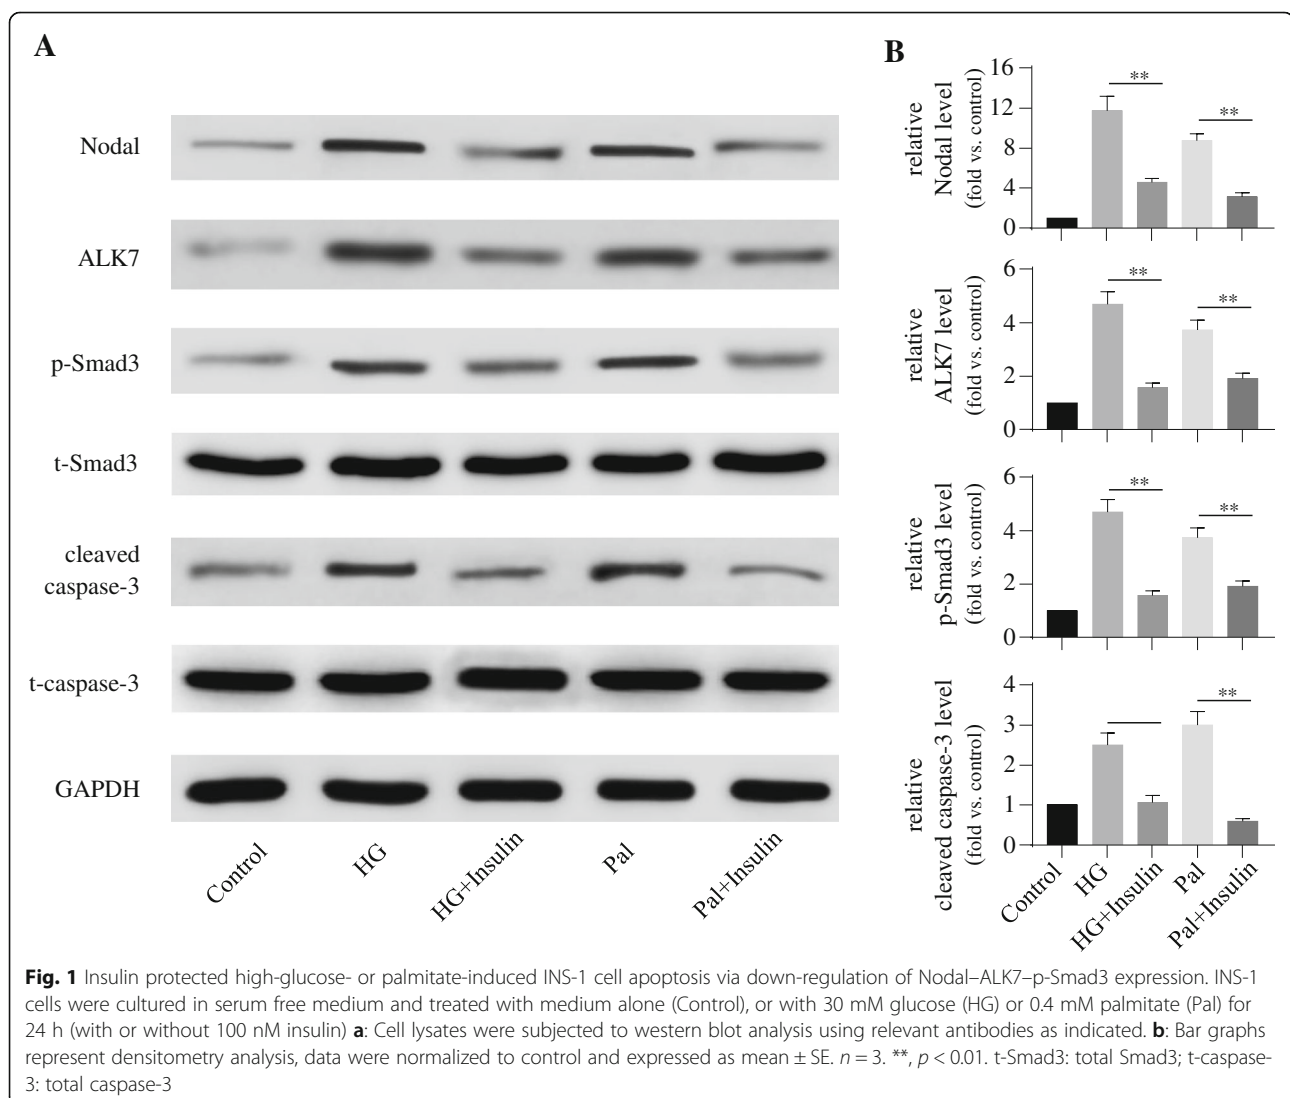 A
Nodal
ALK7
p-Smad3
t-Smad3
cleaved
caspase-3
t-caspase-3
GAPDH
Control
HG
HG+Insulin
Pal
Pal+Insulin
B
relative
Nodal level
(fold vs. control)
16
12
8
4
0
**
**
relative
ALK7 level
(fold vs. control)
6
4
2
0
**
**
relative
p-Smad3 level
(fold vs. control)
6
4
2
0
**
**
relative
cleaved caspase-3 level
(fold vs. control)
4
3
2
1
0
**
Control
HG
HG+Insulin
Pal
Pal+Insulin
Fig. 1 Insulin protected high-glucose- or palmitate-induced INS-1 cell apoptosis via down-regulation of Nodal–ALK7–p-Smad3 expression. INS-1
cells were cultured in serum free medium and treated with medium alone (Control), or with 30 mM glucose (HG) or 0.4 mM palmitate (Pal) for
24 h (with or without 100 nM insulin) a: Cell lysates were subjected to western blot analysis using relevant antibodies as indicated. b: Bar graphs
represent densitometry analysis, data were normalized to control and expressed as mean ± SE. n = 3. **, p < 0.01. t-Smad3: total Smad3; t-caspase-
3: total caspase-3